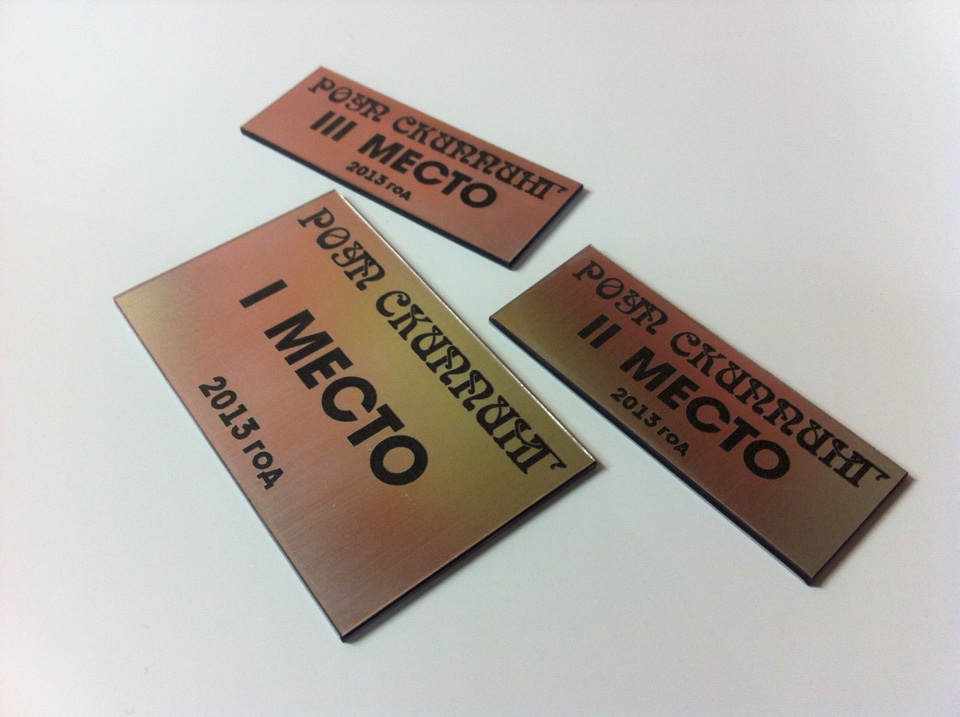 РОУП СКИППИНГ
III МЕСТО
2013 год
РОУП СКИППИНГ
I МЕСТО
2013 год
РОУП СКИППИНГ
II МЕСТО
2013 год